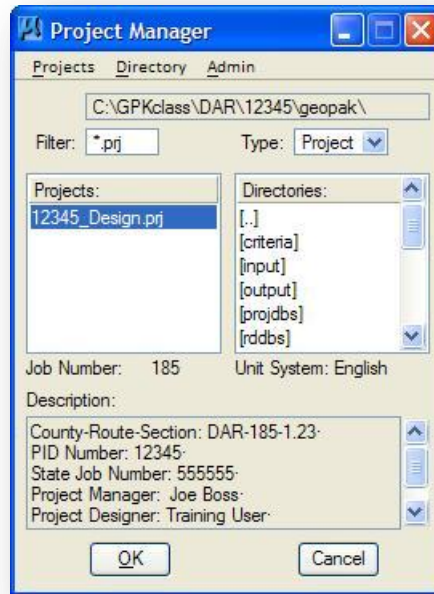 Project Manager
Projects Directory Admin
C:\GPKclass\DAR\12345\geopak\
Filter: *.prj Type: Project
Projects: Directories:
12345_Design.prj [..]
[criteria]
[input]
[output]
[projdbs]
[rddbs]
Job Number: 185 Unit System: English
Description:
County-Route-Section: DAR-185-1.23·
PID Number: 12345·
State Job Number: 555555·
Project Manager: Joe Boss·
Project Designer: Training User·
OK Cancel